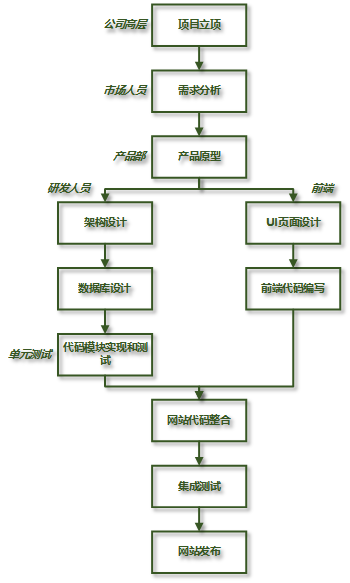 公司高层
项目立项
市场人员
需求分析
产品部
产品原型
研发人员
前端
架构设计
UI页面设计
数据库设计
前端代码编写
单元测试
代码模块实现和测
试
网站代码整合
集成测试
网站发布